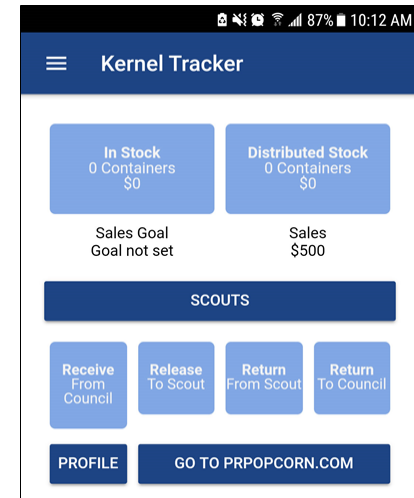 87% 10:12 AM
Kernel Tracker
In Stock
0 Containers
$0
Distributed Stock
0 Containers
$0
Sales Goal
Goal not set
Sales
$500
SCOUTS
Receive
From
Council
Release
To Scout
Return
From Scout
Return
To Council
PROFILE
GO TO PRPOPCORN.COM